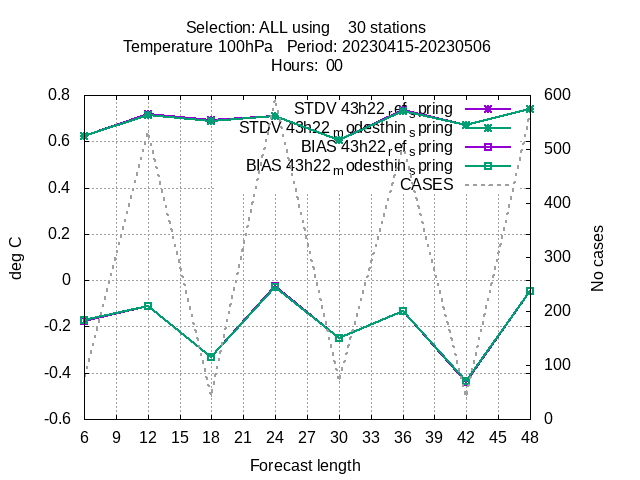 Selection: ALL using 30 stations
Temperature 100hPa Period: 20230415-20230506
Hours: 00
0.8
0.6
0.4
0.2
0
-0.2
-0.4
-0.6
deg C
600
500
400
300
200
100
0
No cases
STDV 43h22_ref_spring
STDV 43h22_modesthin_spring
BIAS 43h22_ref_spring
BIAS 43h22_modesthin_spring
CASES
6 9 12 15 18 21 24 27 30 33 36 39 42 45 48
Forecast length